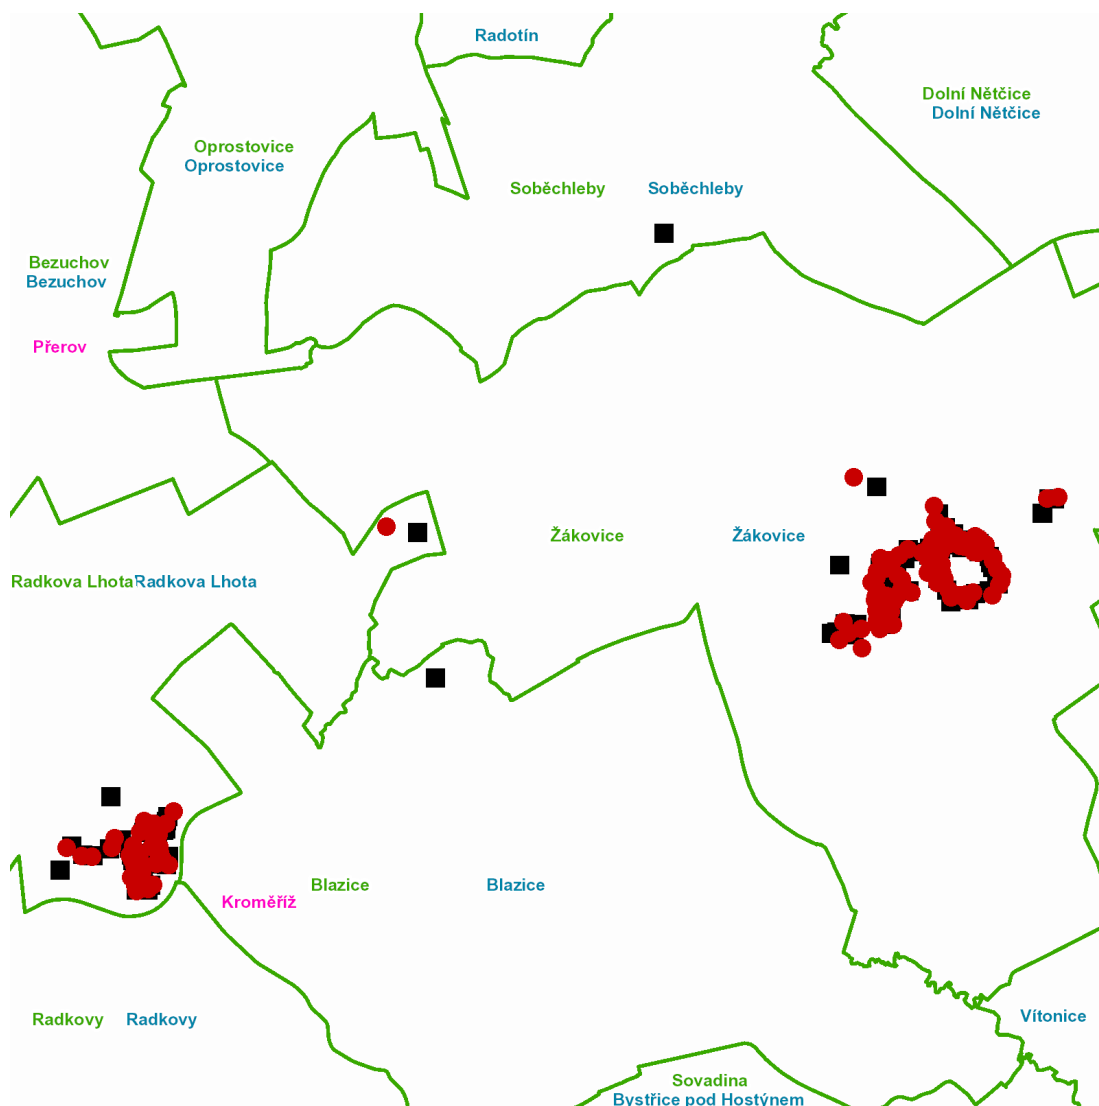 Radotín
Dolní Nětčice
Dolní Nětčice
Oprostovice
Oprostovice
Soběchleby Soběchleby
Bezuchov
Bezuchov
Přerov
Žákovice Žákovice
Radkova Lhota Radkova Lhota
Blazice Blazice
Kroměříž
Radkovy Radkovy
Vítonice
Sovadina
Bystřice pod Hostýnem